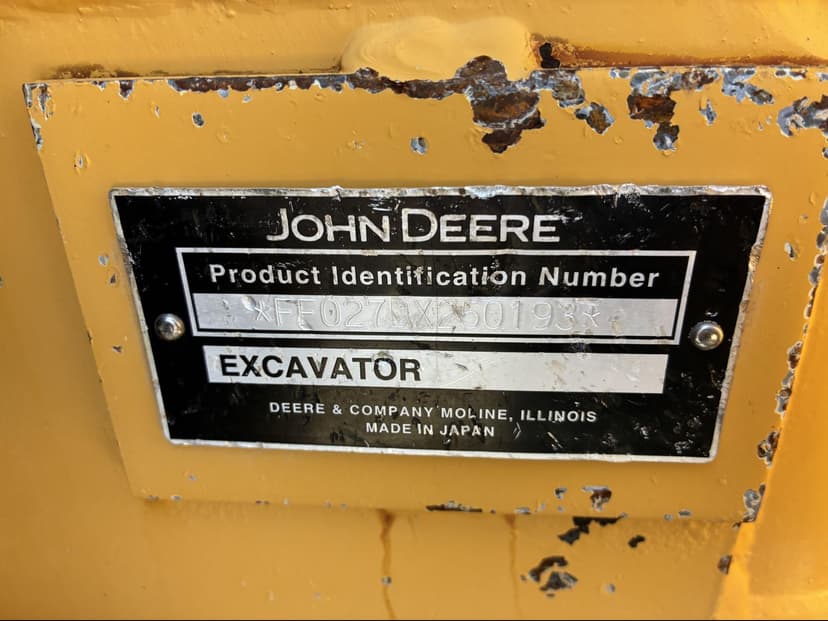 JOHN DEERE
Product Identification Number
EXCAVATOR
DEERE & COMPANY MOLINE, ILLINOIS
MADE IN JAPAN